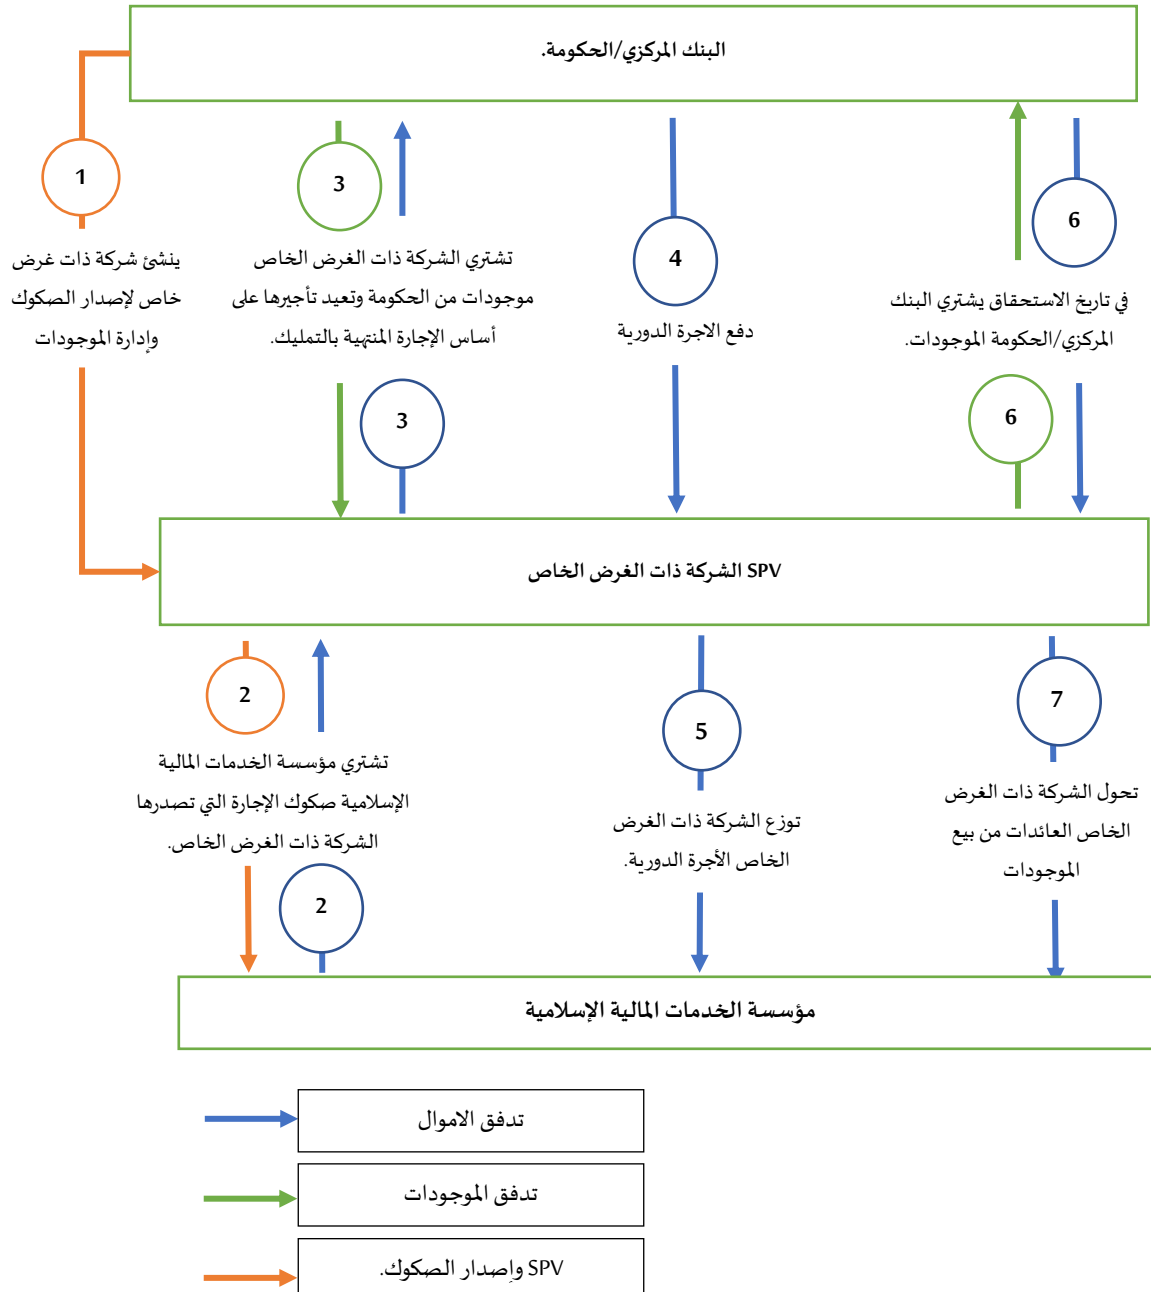 البنك المركزي/الحكومة.
1
ينشئ شركة ذات غرض
خاص لإصدار الصكوك
وإدارة الموجودات
3
تشتري الشركة ذات الغرض الخاص
موجودات من الحكومة وتعيد تأجيرها على
أساس الإجارة المنتهية بالتمليك.
3
4
دفع الاجرة الدورية
6
في تاريخ الاستحقاق يشتري البنك
المركزي/الحكومة الموجودات.
6
SPV الشركة ذات الغرض الخاص
2
تشتري مؤسسة الخدمات المالية
الإسلامية صكوك الإجارة التي تصدرها
الشركة ذات الغرض الخاص.
2
5
توزع الشركة ذات الغرض
الخاص الأجرة الدورية.
7
تحول الشركة ذات الغرض
الخاص العائدات من بيع
الموجودات
مؤسسة الخدمات المالية الإسلامية
تدفق الاموال
تدفق الموجودات
SPV وإصدار الصكوك.